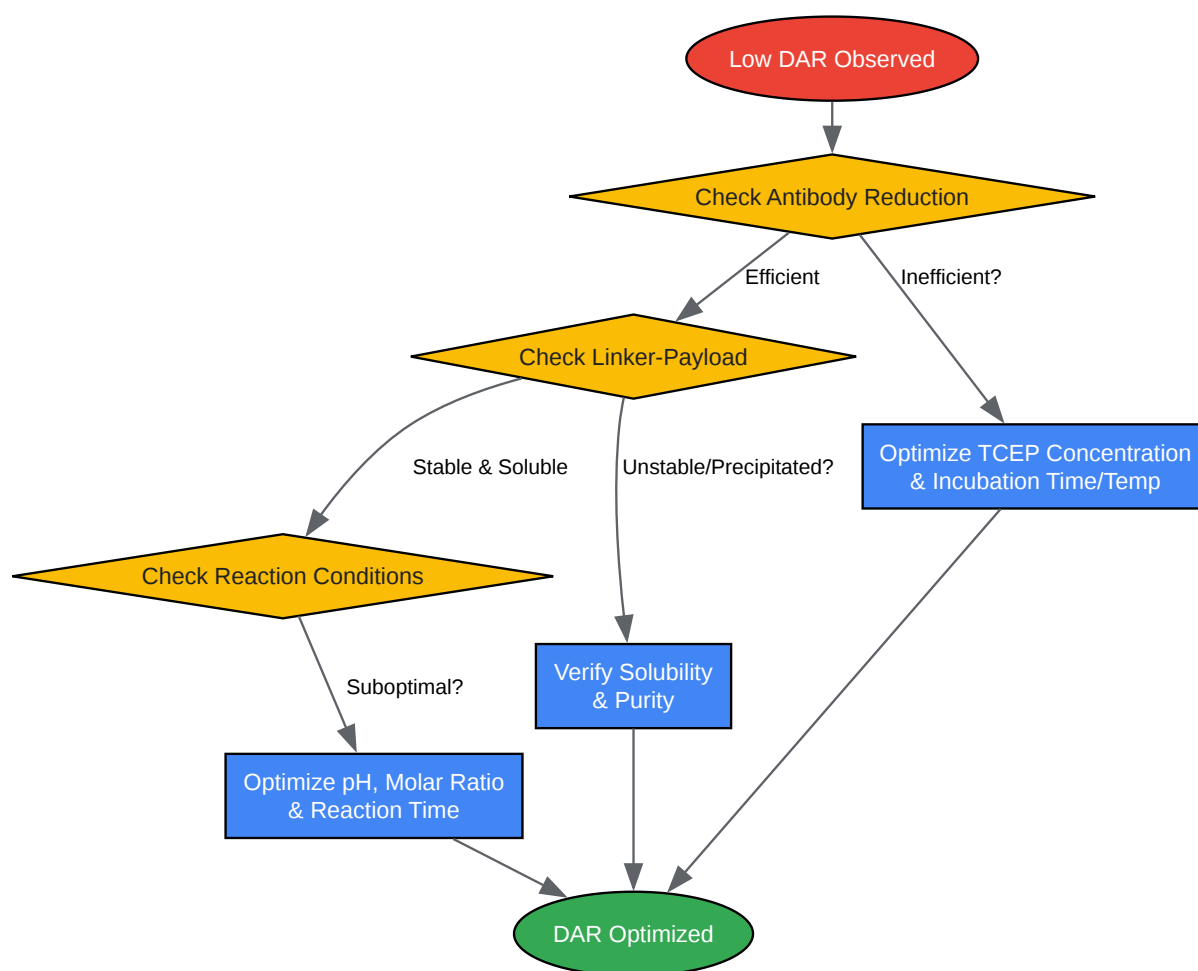 Low DAR Observed
Check Antibody Reduction
Efficient
Inefficient?
Check Linker-Payload
Optimize TCEP Concentration
& Incubation Time/Temp
Stable & Soluble
Unstable/Precipitated?
Check Reaction Conditions
Verify Solubility
& Purity
Suboptimal?
Optimize pH, Molar Ratio
& Reaction Time
DAR Optimized